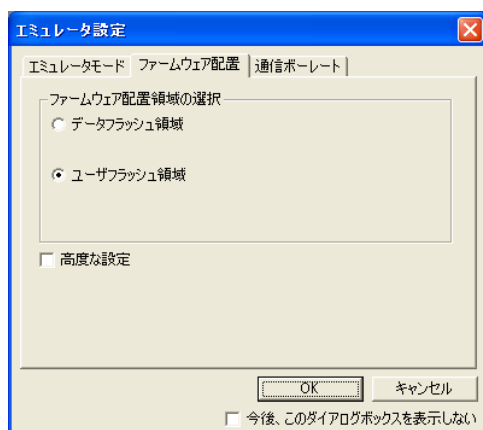 エミュレータ設定
エミュレータモード ファームウェア配置 通信ボーレート
ファームウェア配置領域の選択
データフラッシュ領域
ユーザフラッシュ領域
高度な設定
OK キャンセル
今後、このダイアログボックスを表示しない